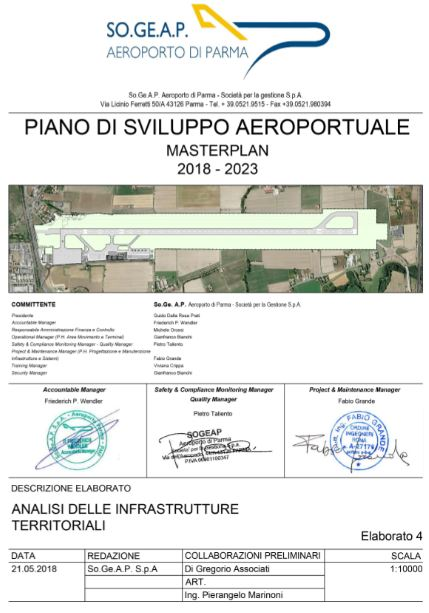 SO.GE.A.P.
AEROPORTO DI PARMA
So.Ge.A.P. Aeroporto di Parma - Società per la gestione S.p.A.
Via Licinio Ferretti 50/A 43126 Parma - Tel. + 39.0521.9515 - Fax +39.0521.980394
PIANO DI SVILUPPO AEROPORTUALE
MASTERPLAN
2018 - 2023
COMMITTENTE So.Ge. A.P. Aeroporto di Parma - Società per la Gestione S.p.A.
Presidente Guido Dalla Rosa Prati
Accountable Manager Friederich P. Wendler
Responsabile Amministrazione Finanza e Controllo Michele
Operational Manager (P.H. Area Movimento e Terminal) Gianfranco Bianchi
Safety & Compliance Monitoring Manager - Quality Manager Pietro Taliento
Project & Maintenance Manager (P.H. Progettazione e Manutenzione
Infrastrutture e Sistemi) Fabio Grande
Training Manager Viviana Crippa
Security Manager Gianfranco Bianchi
Accountable Manager
Friederich P. Wendler
Safety & Compliance Monitoring Manager
Quality Manager
Pietro Taliento
SOGEAP
Aeroporto di Parma
Project & Maintenance Manager
Fabio Grande
FABIO GRANDE
ORDINE
INGEGNERI
ROMA
DESCRIZIONE ELABORATO
ANALISI DELLE INFRASTRUTTURE
TERRITORIALI
Elaborato 4
DATA REDAZIONE COLLABORAZIONI PRELIMINARI SCALA
21.05.2018 So.Ge.A.P. S.p.A Di Gregorio Associati 1:10000
ART.
Ing. Pierangelo Marinoni